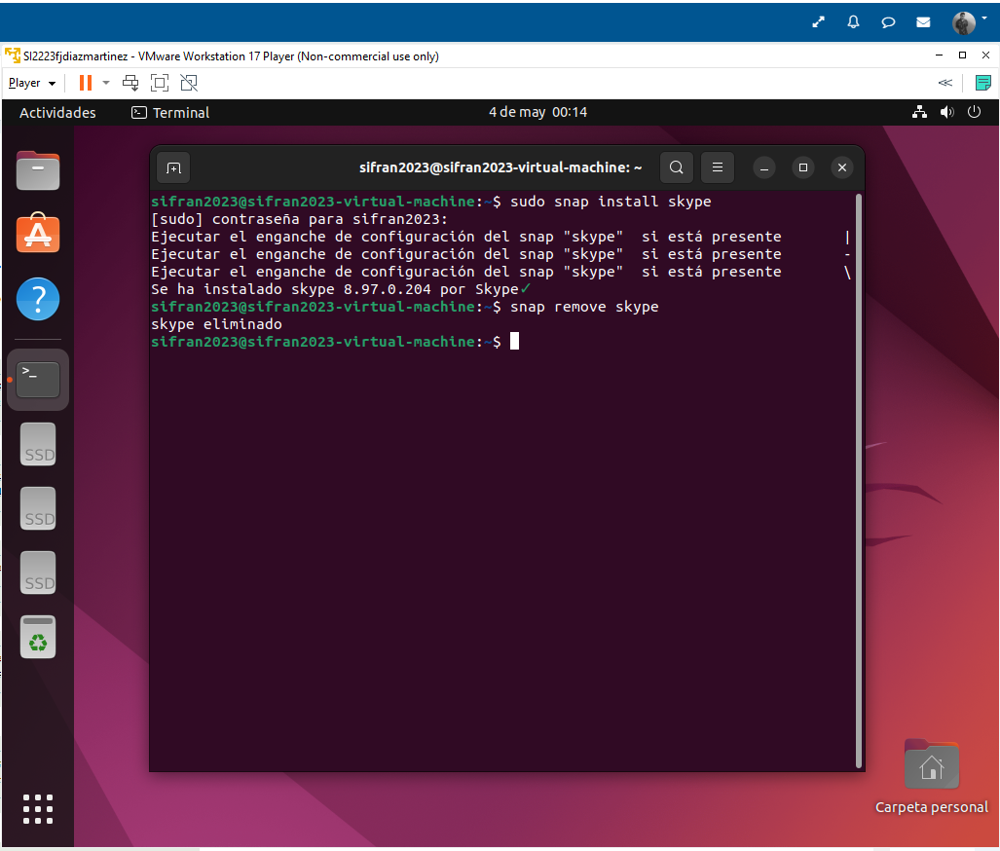 SI2223fjdiazmartinez - VMware Workstation 17 Player (Non-commercial use only)
Player
Actividades
Terminal
4 de may 00:14
sifran2023@sifran2023-virtual-machine: ~
sifran2023@sifran2023-virtual-machine:~$ sudo snap install skype
[sudo] contraseña para sifran2023:
Ejecutar el enganche de configuración del snap "skype"  si está presente       |
Ejecutar el enganche de configuración del snap "skype"  si está presente       -
Ejecutar el enganche de configuración del snap "skype"  si está presente       \
Se ha instalado skype 8.97.0.204 por Skype✓
sifran2023@sifran2023-virtual-machine:~$ snap remove skype
skype eliminado
sifran2023@sifran2023-virtual-machine:~$
SSD
SSD
SSD
Carpeta personal